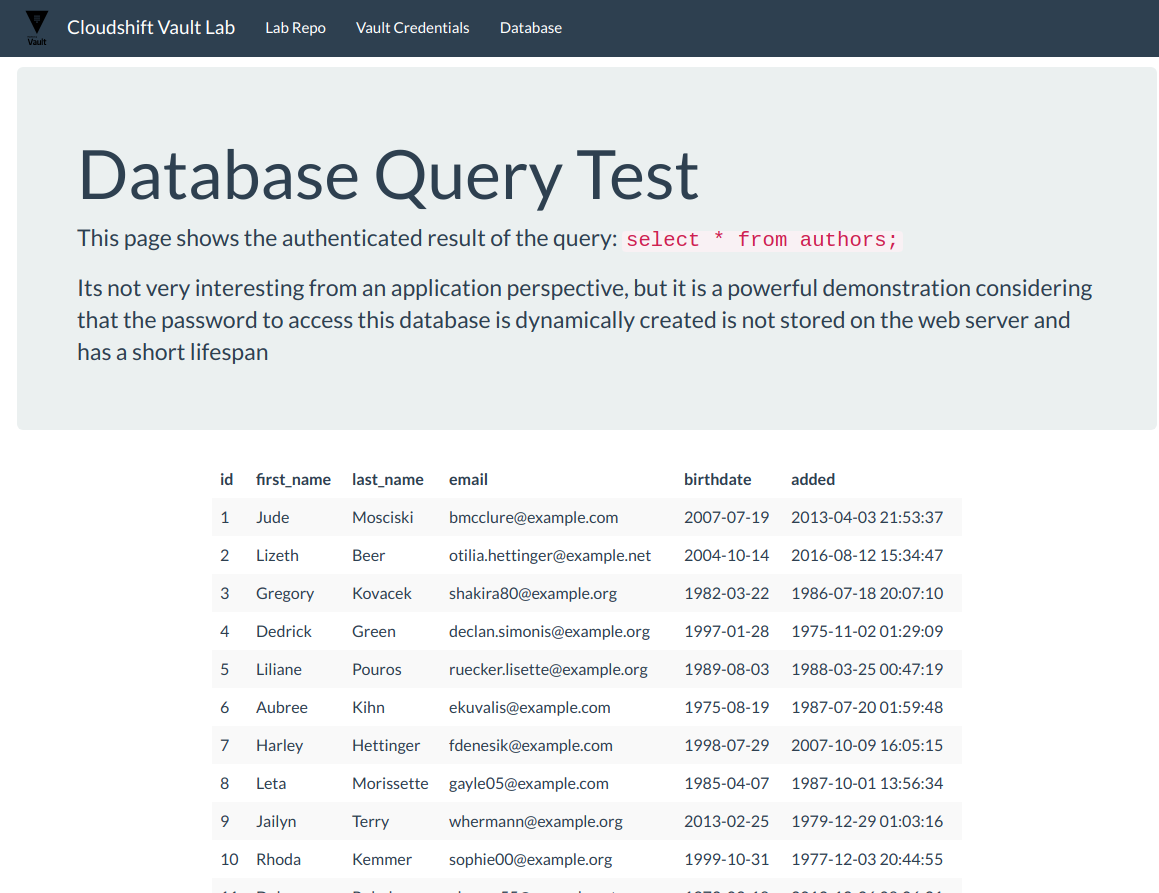 Vault
Cloudshift Vault Lab Lab Repo Vault Credentials Database
Database Query Test
This page shows the authenticated result of the query: select * from authors;
Its not very interesting from an application perspective, but it is a powerful demonstration considering
that the password to access this database is dynamically created is not stored on the web server and
has a short lifespan
id first_name last_name email birthdate added
1 Jude Mosciski bmcclure@example.com 2007-07-19 2013-04-03 21:53:37
2 Lizeth Beer otilia.hettinger@example.net 2004-10-14 2016-08-12 15:34:47
3 Gregory Kovacek shakira80@example.org 1982-03-22 1986-07-18 20:07:10
4 Dedrick Green declan.simonis@example.org 1997-01-28 1975-11-02 01:29:09
5 Liliane Pouros ruecker.lisette@example.org 1989-08-03 1988-03-25 00:47:19
6 Aubree Kihn ekuvalis@example.com 1975-08-19 1987-07-20 01:59:48
7 Harley Hettinger fdenesik@example.com 1998-07-29 2007-10-09 16:05:15
8 Leta Morissette gayle05@example.com 1985-04-07 1987-10-01 13:56:34
9 Jailyn Terry whermann@example.org 2013-02-25 1979-12-29 01:03:16
10 Rhoda Kemmer sophie00@example.org 1999-10-31 1977-12-03 20:44:55